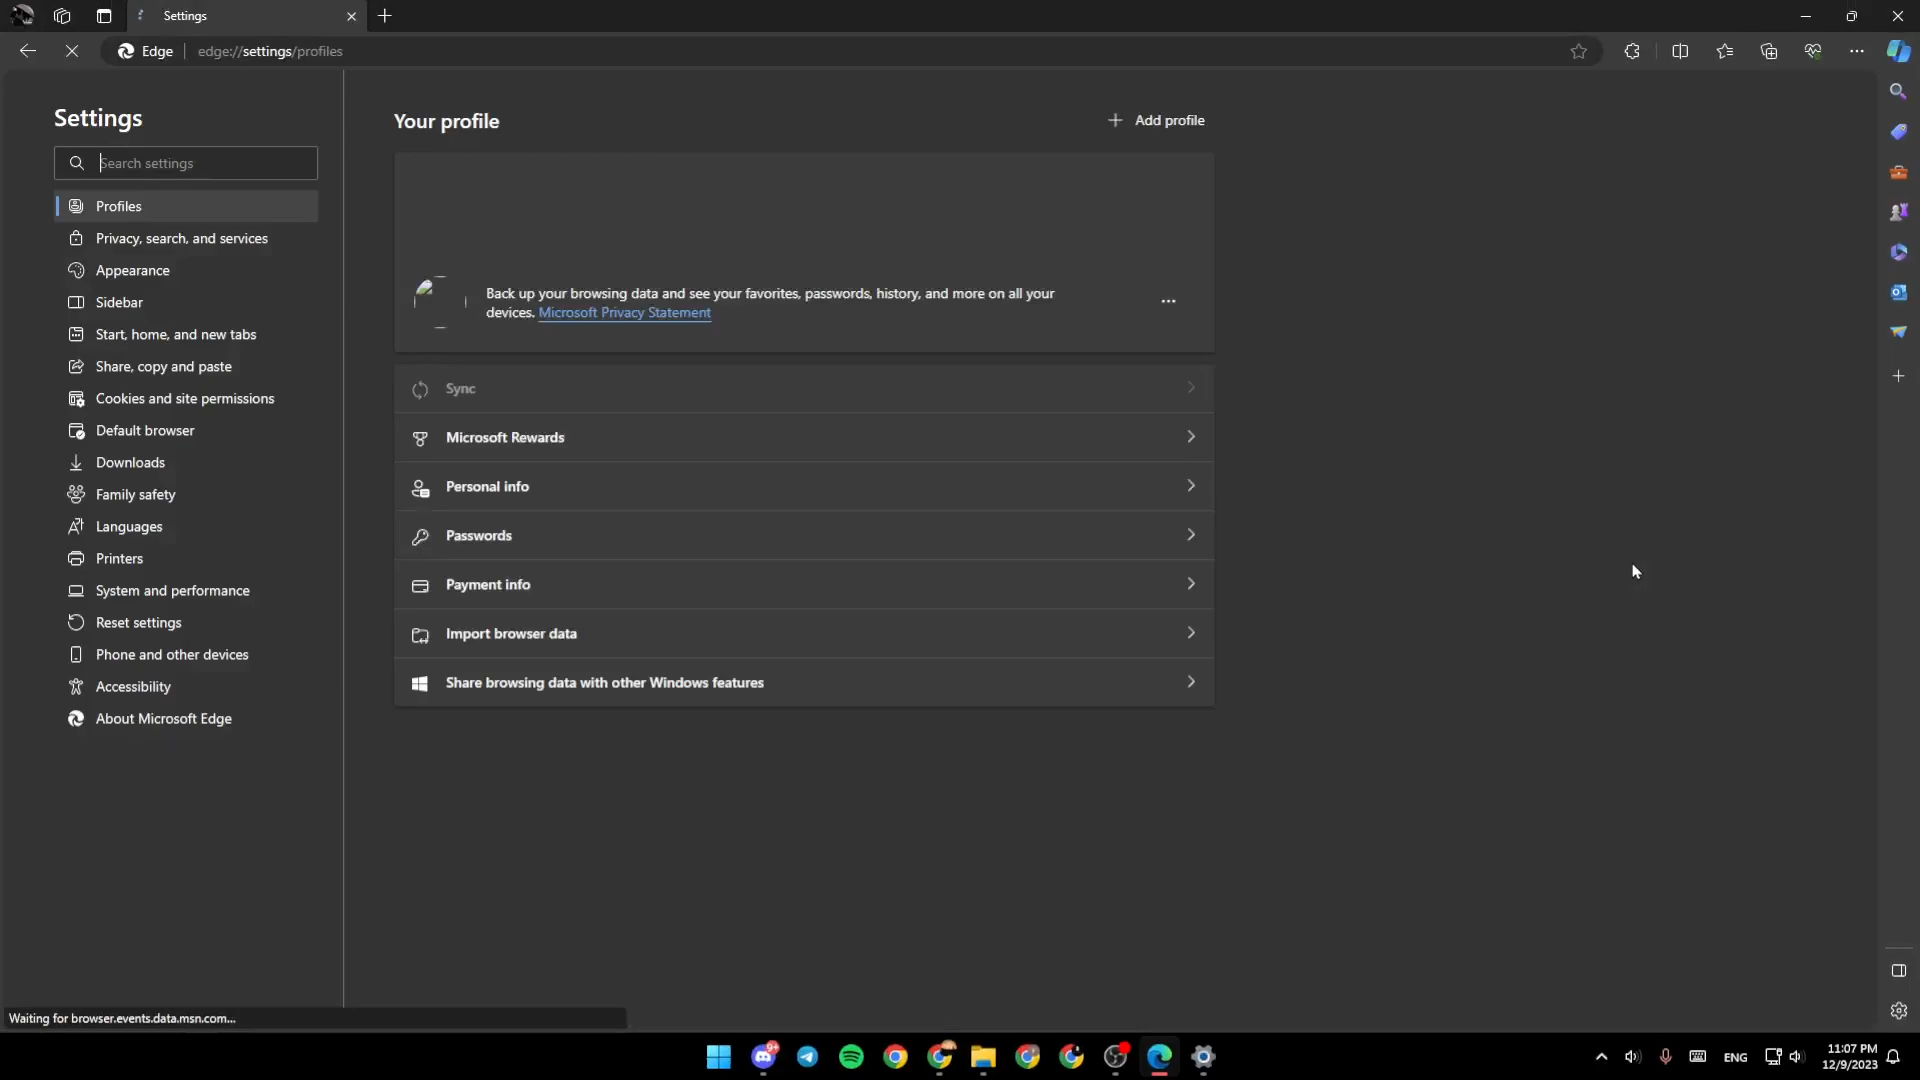 Settings
Edge
edge://settings/profiles
Settings
Search settings
Profiles
Privacy, search, and services
Appearance
Sidebar
Start, home, and new tabs
Share, copy and paste
Cookies and site permissions
Default browser
Downloads
Family safety
Languages
Printers
System and performance
Reset settings
Phone and other devices
Accessibility
About Microsoft Edge
Your profile
Add profile
Back up your browsing data and see your favorites, passwords, history, and more on all your
devices. Microsoft Privacy Statement
Sync
Microsoft Rewards
Personal info
Passwords
Payment info
Import browser data
Share browsing data with other Windows features
Waiting for browser.events.data.msn.com...
9+
ENG
11:07 PM
12/9/2023